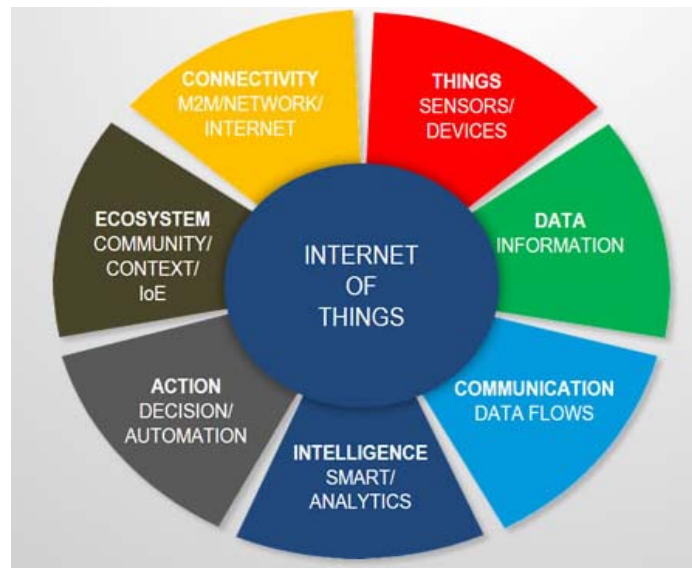 CONNECTIVITY
M2M/NETWORK/
INTERNET
THINGS
SENSORS/
DEVICES
DATA
INFORMATION
COMMUNICATION
DATA FLOWS
INTELLIGENCE
SMART/
ANALYTICS
ACTION
DECISION/
AUTOMATION
ECOSYSTEM
COMMUNITY/
CONTEXT/
IoE
INTERNET
OF
THINGS